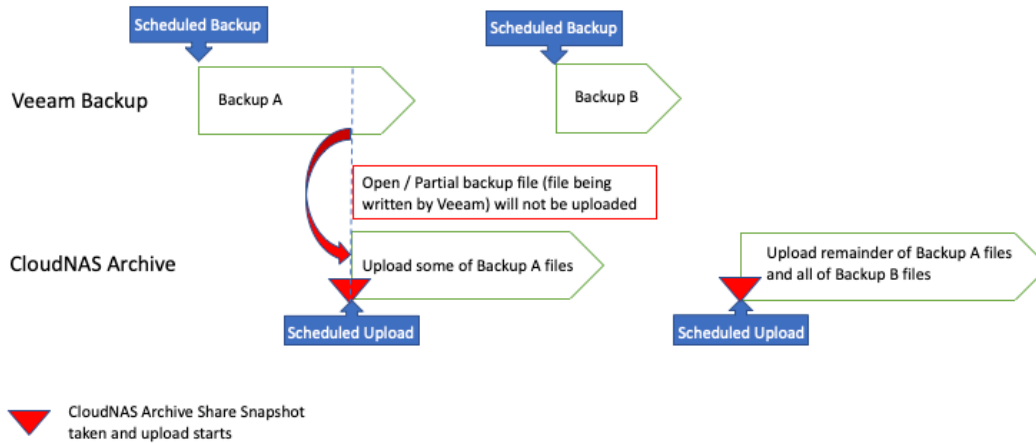 Scheduled Backup
Scheduled Backup
Veeam Backup
Backup A
Backup B
Open / Partial backup file (file being
written by Veeam) will not be uploaded
CloudNAS Archive
Upload some of Backup A files
Upload remainder of Backup A files
and all of Backup B files
Scheduled Upload
Scheduled Upload
CloudNAS Archive Share Snapshot
taken and upload starts